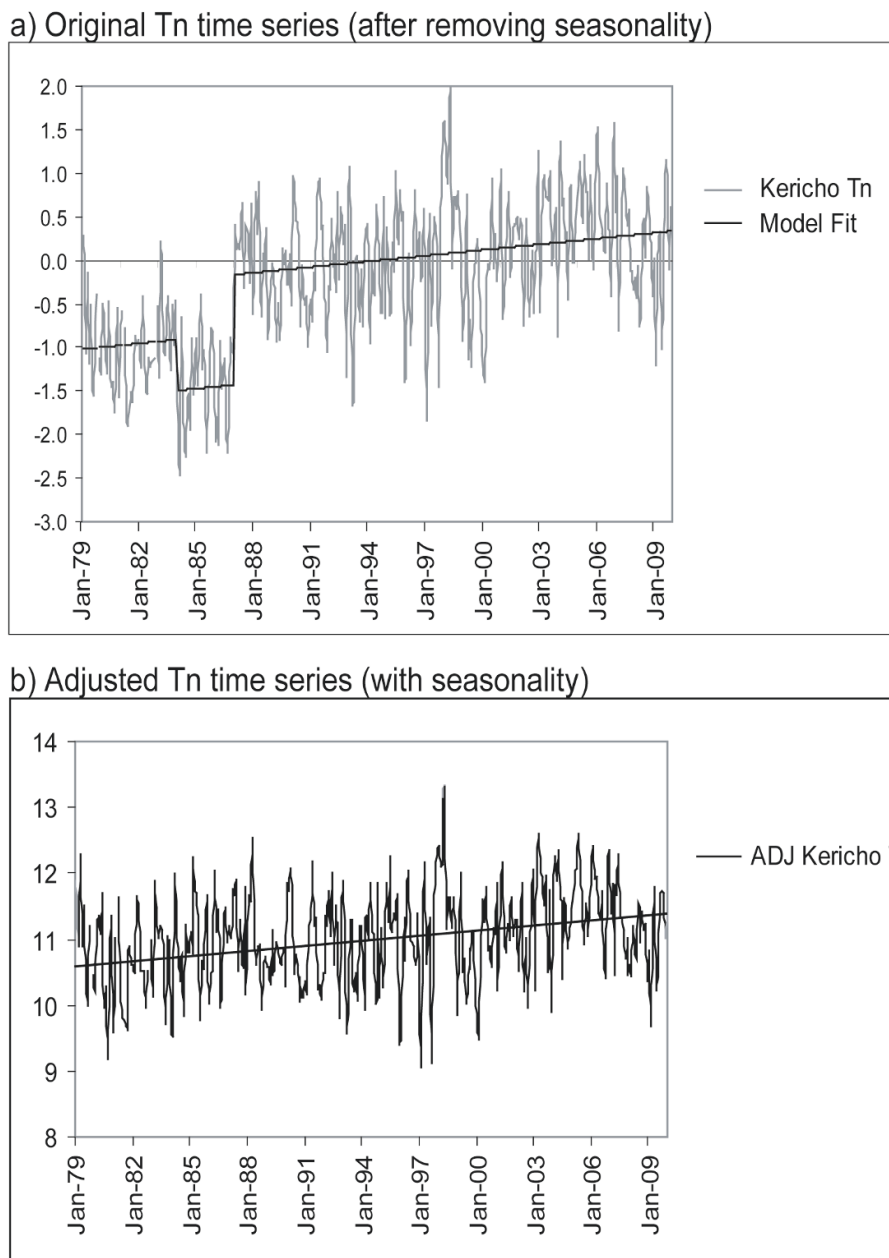 a) Original Tn time series (after removing seasonality)
2.0
1.5
1.0
0.5
0.0
-0.5
-1.0
-1.5
-2.0
-2.5
-3.0
Kericho Tn
Model Fit
Jan-79
Jan-82
Jan-85
Jan-88
Jan-91
Jan-94
Jan-97
Jan-00
Jan-03
Jan-06
Jan-09
b) Adjusted Tn time series (with seasonality)
14
13
12
11
10
9
8
ADJ Kericho
Jan-79
Jan-82
Jan-85
Jan-88
Jan-91
Jan-94
Jan-97
Jan-00
Jan-03
Jan-06
Jan-09